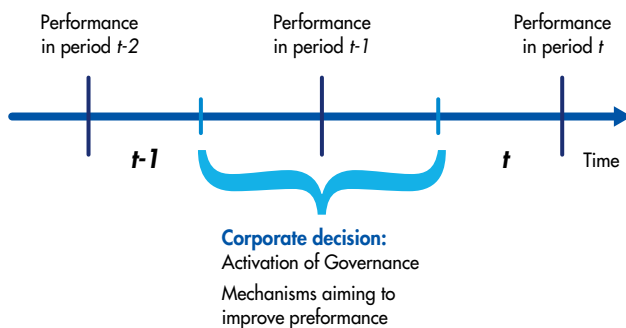 Performance
in period t-2
Performance
in period t-1
Performance
in period t
t-1
t
Time
Corporate decision:
Activation of Governance
Mechanisms aiming to
improve preformance